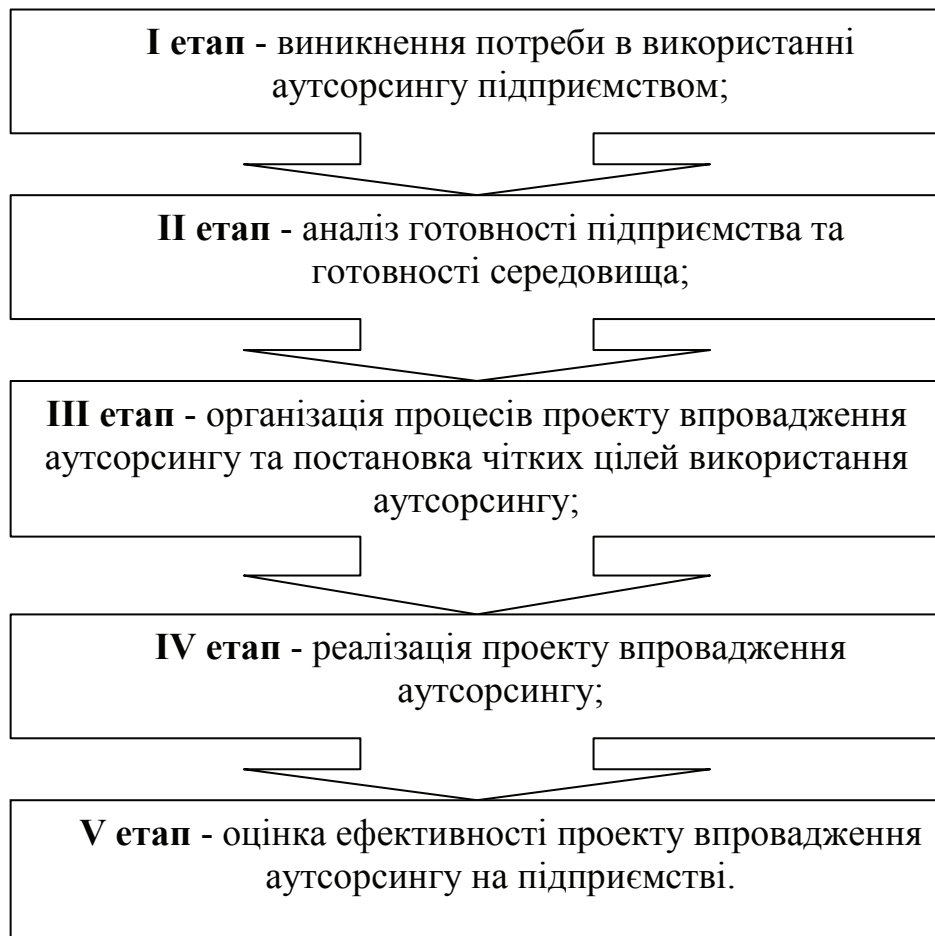 I етап - виникнення потреби в використанні
аутсорсингу підприємством;
II етап - аналіз готовності підприємства та
готовності середовища;
III етап - організація процесів проекту впровадження
аутсорсингу та постановка чітких цілей використання
аутсорсингу;
IV етап - реалізація проекту впровадження
аутсорсингу;
V етап - оцінка ефективності проекту впровадження
аутсорсингу на підприємстві.